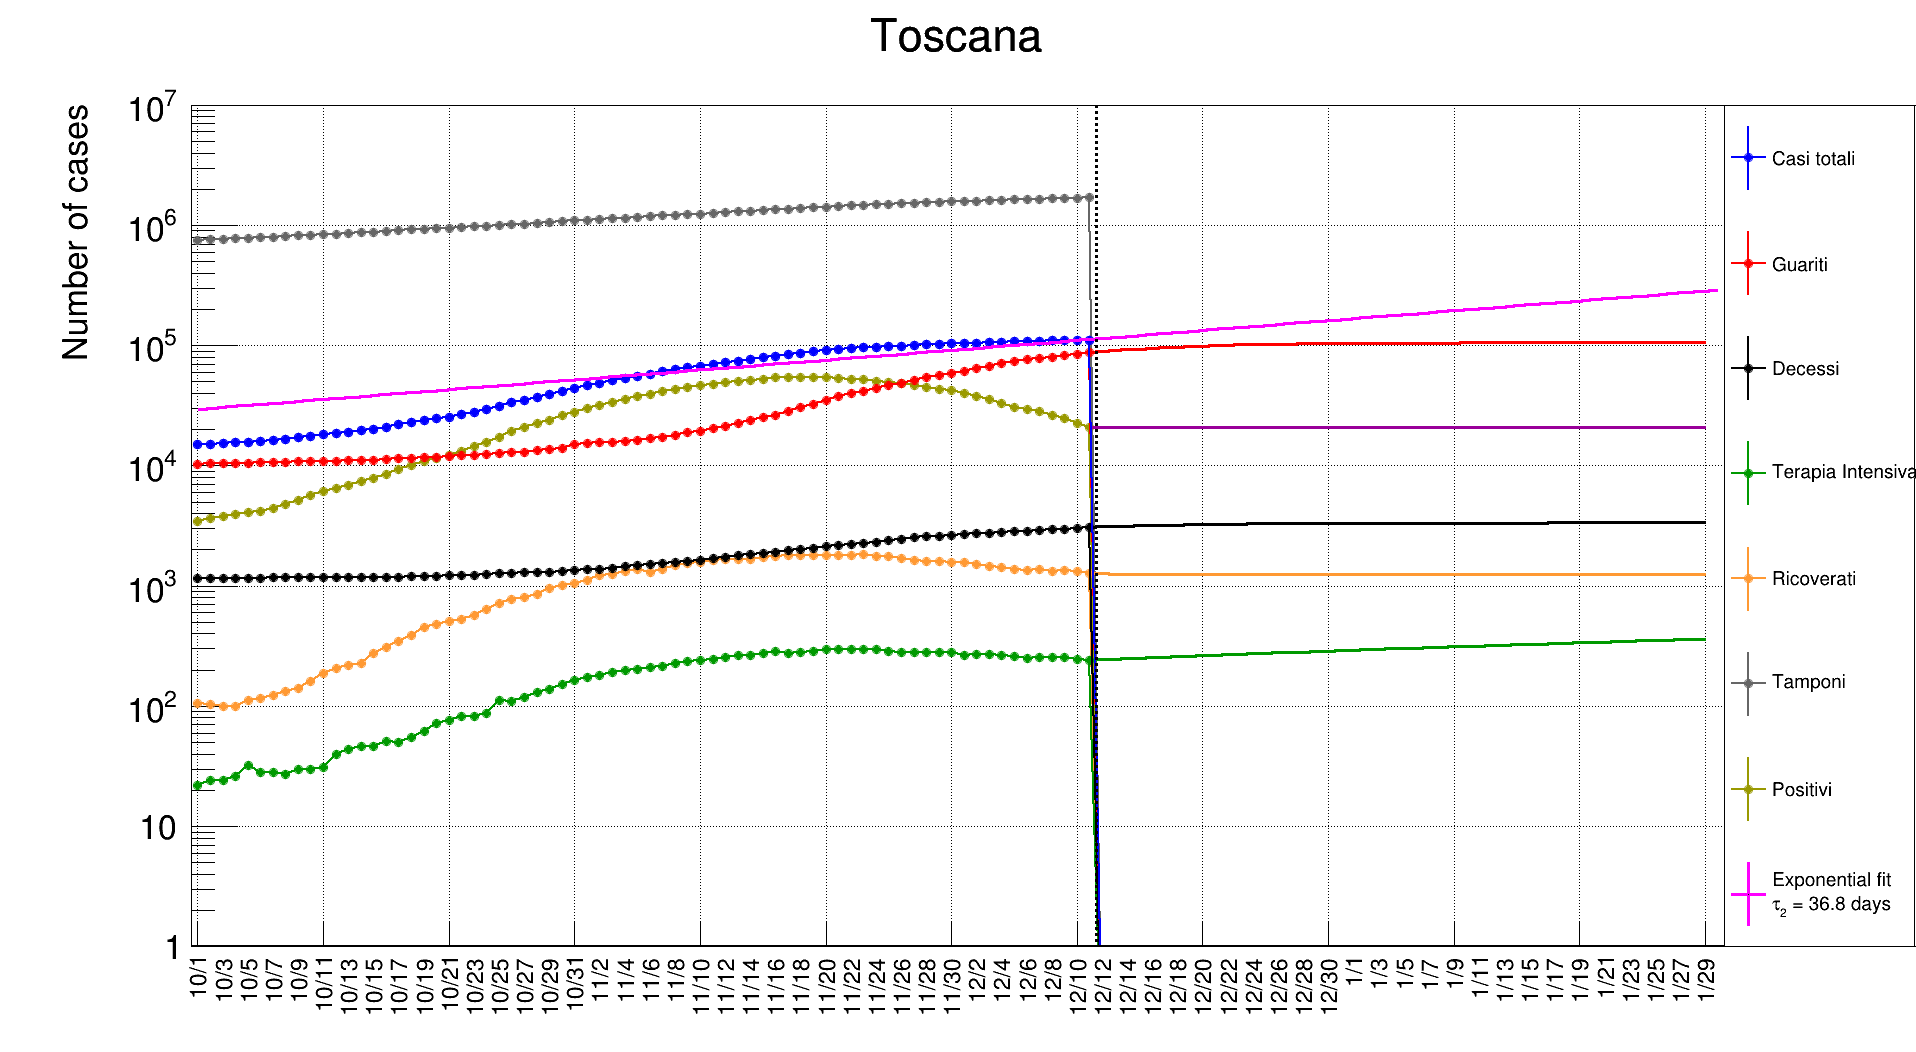 Toscana
Number of cases
10^7
10^6
10^5
10^4
10^3
10^2
10
1
10/1 10/3 10/5 10/7 10/9 10/11 10/13 10/15 10/17 10/19 10/21 10/23 10/25 10/27 10/29 10/31 11/2 11/4 11/6 11/8 11/10 11/12 11/14 11/16 11/18 11/20 11/22 11/24 11/26 11/28 11/30 12/2 12/4 12/6 12/8 12/10 12/12 12/14 12/16 12/18 12/20 12/22 12/24 12/26 12/28 12/30 1/1 1/3 1/5 1/7 1/9 1/11 1/13 1/15 1/17 1/19 1/21 1/23 1/25 1/27 1/29
Casi totali
Guariti
Decessi
Terapia Intensiva
Ricoverati
Tamponi
Positivi
Exponential fit
τ₂ = 36.8 days